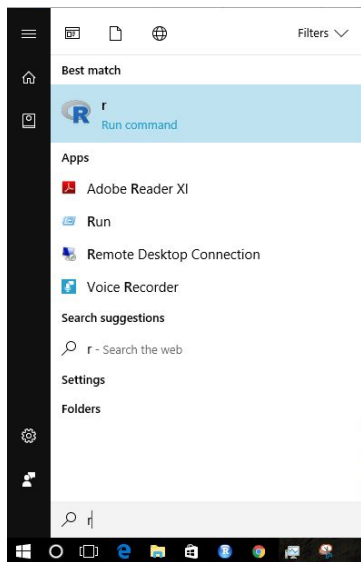 Filters
Best match
r
Run command
Apps
Adobe Reader XI
Run
Remote Desktop Connection
Voice Recorder
Search suggestions
r - Search the web
Settings
Folders
r